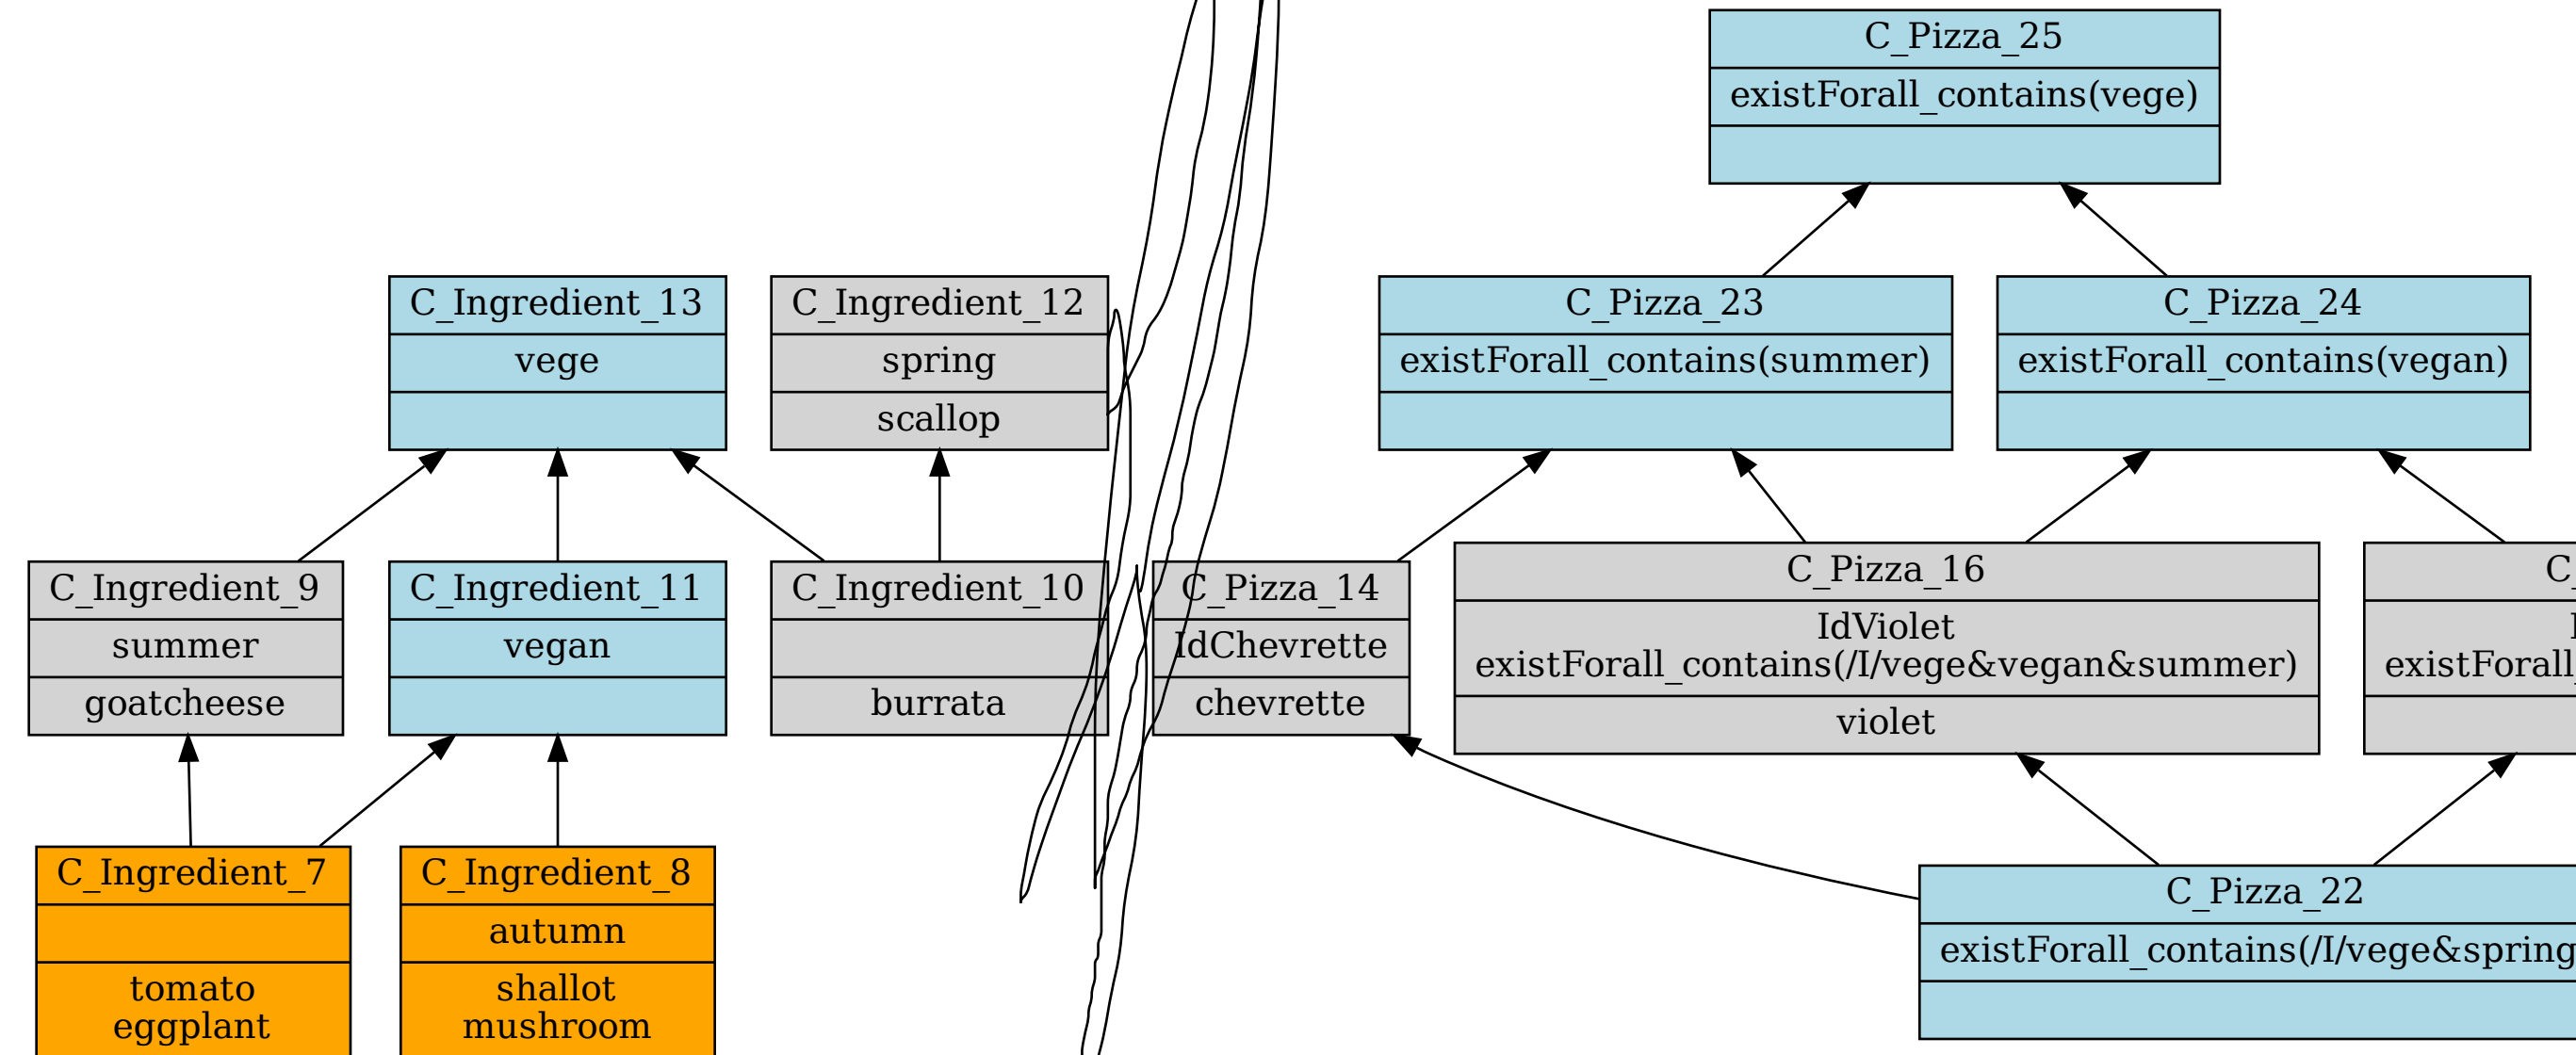 C_Pizza_25
existForall_contains(vege)
C_Ingredient_13
vege
C_Ingredient_12
spring
scallop
C_Pizza_23
existForall_contains(summer)
C_Pizza_24
existForall_contains(vegan)
C_Ingredient_9
summer
goatcheese
C_Ingredient_11
vegan
C_Ingredient_10
burrata
C_Pizza_14
IdChevrette
chevrette
C_Pizza_16
IdViolet
existForall_contains(/I/vege&vegan&summer)
violet
existForall
C_Ingredient_7
tomato
eggplant
C_Ingredient_8
autumn
shallot
mushroom
C_Pizza_22
existForall_contains(/I/vege&spring